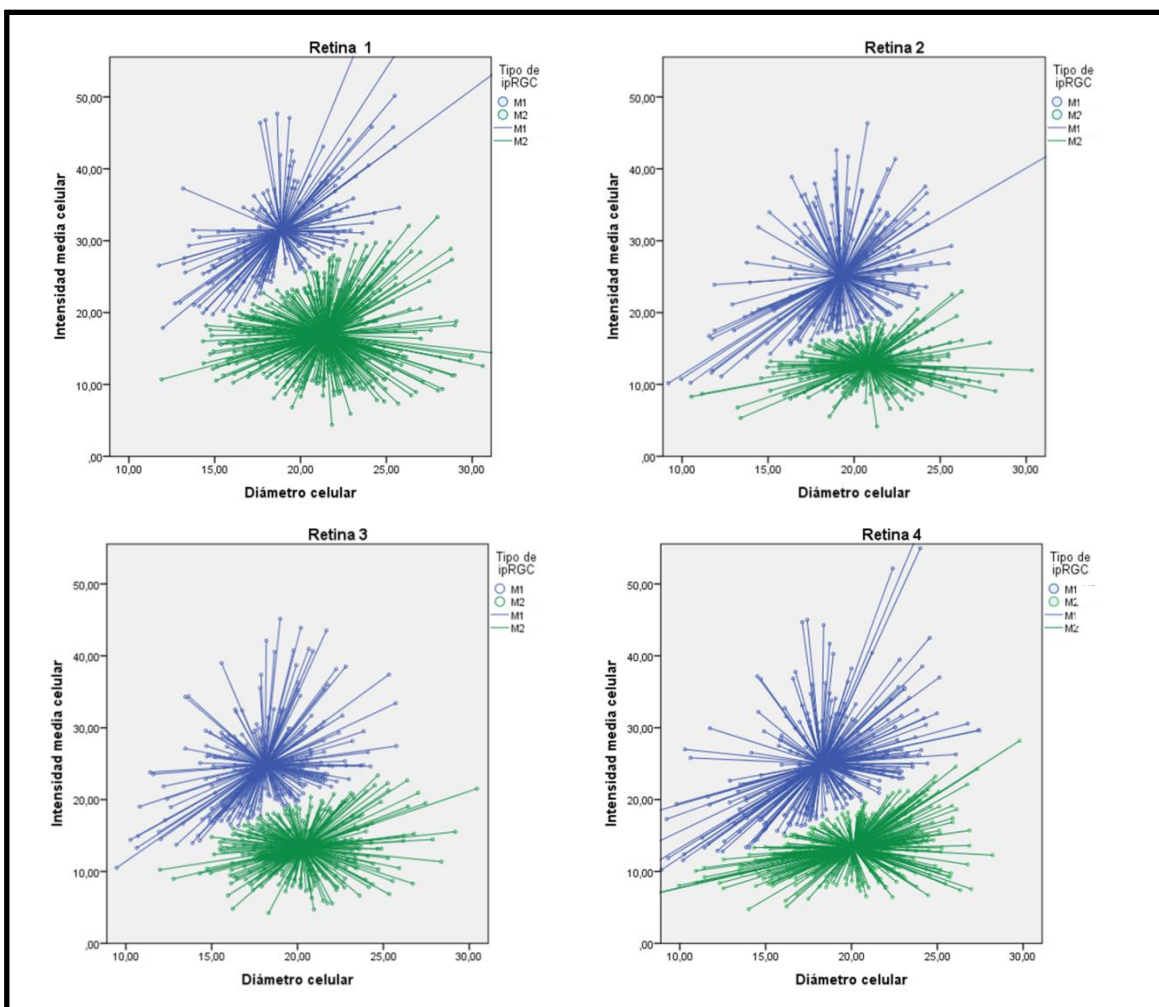 Retina 1
Intensidad media celular
50,00
40,00
30,00
20,00
10,00
,00
10,00 15,00 20,00 25,00 30,00
Diámetro celular
Tipo de
ipRGC
M1
M2
M1
M2
Retina 2
Intensidad media celular
50,00
40,00
30,00
20,00
10,00
,00
10,00 15,00 20,00 25,00 30,00
Diámetro celular
Tipo de
ipRGC
M1
M2
M1
M2
Retina 3
Intensidad media celular
50,00
40,00
30,00
20,00
10,00
,00
10,00 15,00 20,00 25,00 30,00
Diámetro celular
Tipo de
ipRGC
M1
M2
M1
M2
Retina 4
Intensidad media celular
50,00
40,00
30,00
20,00
10,00
,00
10,00 15,00 20,00 25,00 30,00
Diámetro celular
Tipo de
ipRGC
M1
M2
M1
M2